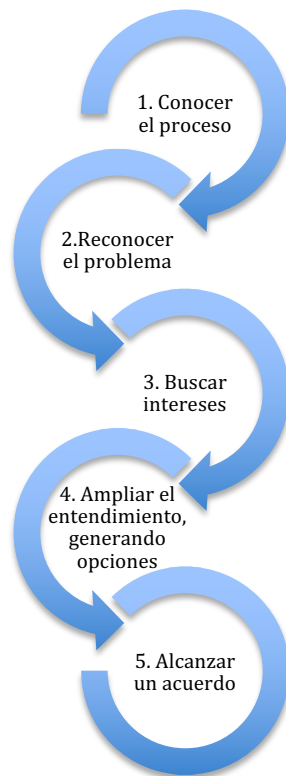 1. Conocer
el proceso
2.Reconocer
el problema
3. Buscar
intereses
4. Ampliar el
entendimiento,
generando
opciones
5. Alcanzar
un acuerdo